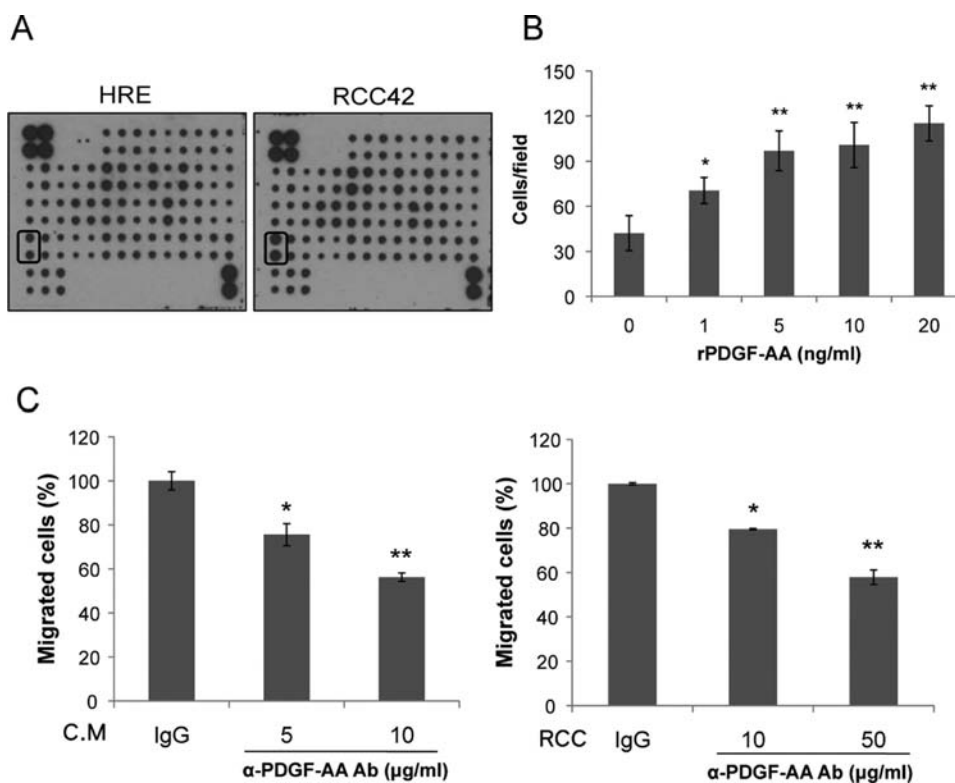 A
HRE
RCC42
B
Cells/field
150
120
90
60
30
0
*
**
**
**
0 1 5 10 20
rPDGF-AA (ng/ml)
C
Migrated cells (%)
120
100
80
60
40
20
0
*
**
C.M IgG 5 10
α-PDGF-AA Ab (µg/ml)
Migrated cells (%)
120
100
80
60
40
20
0
*
**
RCC IgG 10 50
α-PDGF-AA Ab (µg/ml)